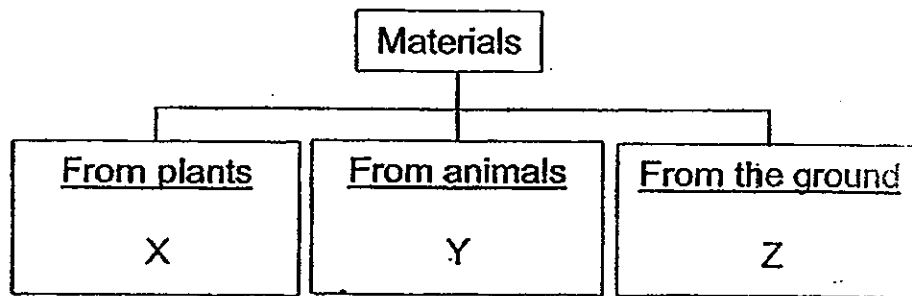 Materials
From plants
X
From animals
Y
From the ground
Z